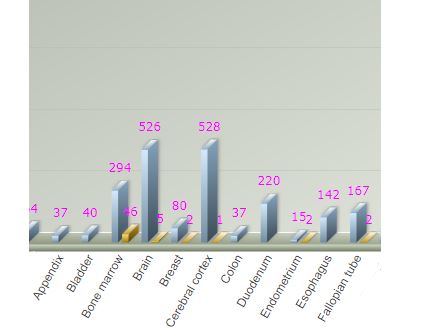 526
528
294
220
142
167
4
37
40
46
5
80
2
1
37
15
2
2
Appendix
Bladder
Bone marrow
Brain
Breast
Cerebral cortex
Colon
Duodenum
Endometrium
Esophagus
Fallopian tube